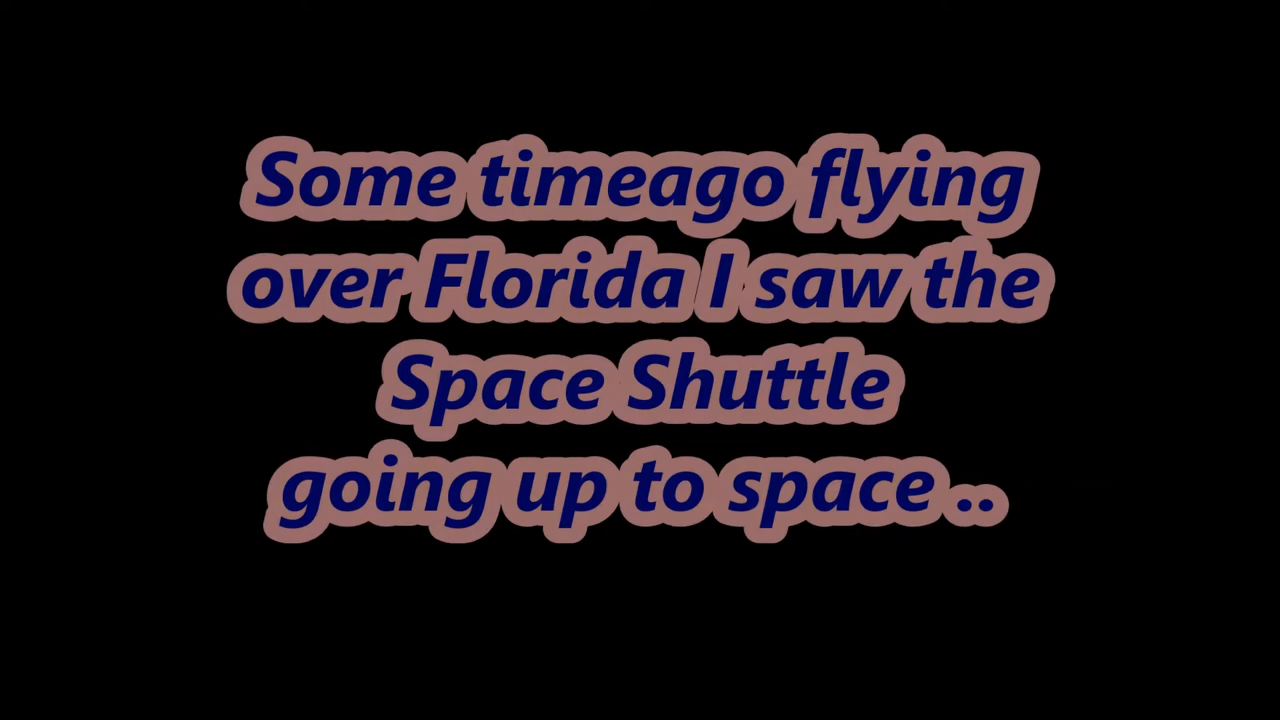 Some timeago flying
over Florida I saw the
Space Shuttle
going up to space ..